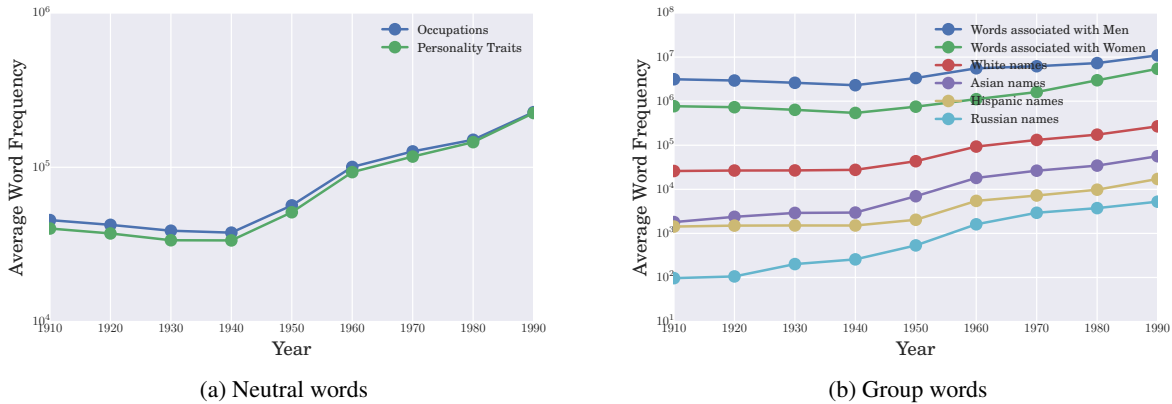 10^6
Occupations
Personality Traits
10^5
10^4
Average Word Frequency
1910 1920 1930 1940 1950 1960 1970 1980 1990
Year
(a) Neutral words
10^8
Words associated with Men
Words associated with Women
White names
Asian names
Hispanic names
Russian names
10^7
10^6
10^5
10^4
10^3
10^2
10^1
Average Word Frequency
1910 1920 1930 1940 1950 1960 1970 1980 1990
Year
(b) Group words